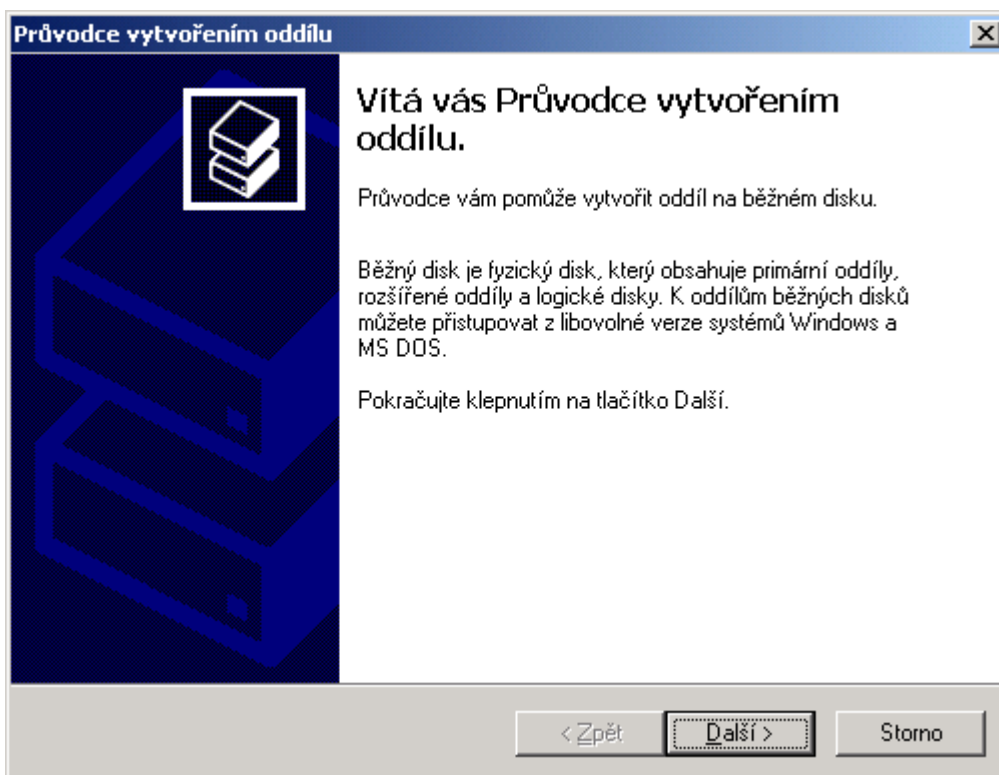 Průvodce vytvořením oddílu
Vítá vás Průvodce vytvořením
oddílu.
Průvodce vám pomůže vytvořit oddíl na běžném disku.
Běžný disk je fyzický disk, který obsahuje primární oddíly,
rozšířené oddíly a logické disky. K oddílům běžných disků
můžete přistupovat z libovolné verze systémů Windows a
MS DOS.
Pokračujte klepnutím na tlačítko Další.
< Zpět
Další >
Storno